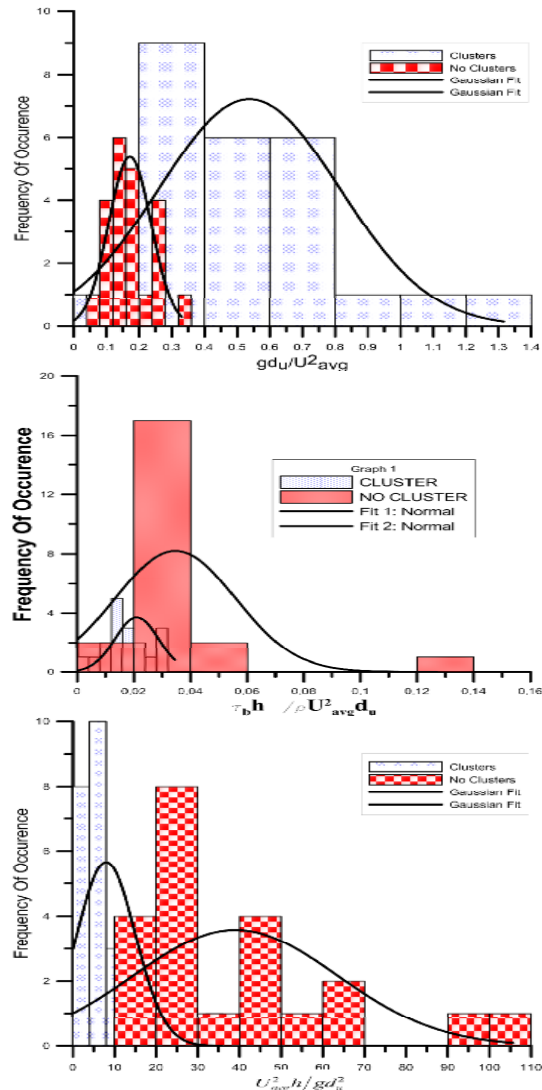 10
8
6
4
2
0
Frequency Of Occurence
Clusters
No Clusters
Gaussian Fit
Gaussian Fit
0 0.1 0.2 0.3 0.4 0.5 0.6 0.7 0.8 0.9 1 1.1 1.2 1.3 1.4
gdu/U2avg
20
16
12
8
4
0
Frequency Of Occurence
Graph 1
CLUSTER
NO CLUSTER
Fit 1: Normal
Fit 2: Normal
0.00 0.02 0.04 0.06 0.08 0.1 0.12 0.14 0.16
τbh /ρU2avgdu
10
8
6
4
2
0
Frequency Of Occurence
Clusters
No Clusters
Gaussian Fit
Gaussian Fit
0 10 20 30 40 50 60 70 80 90 100 110
U2ave h/gd2u